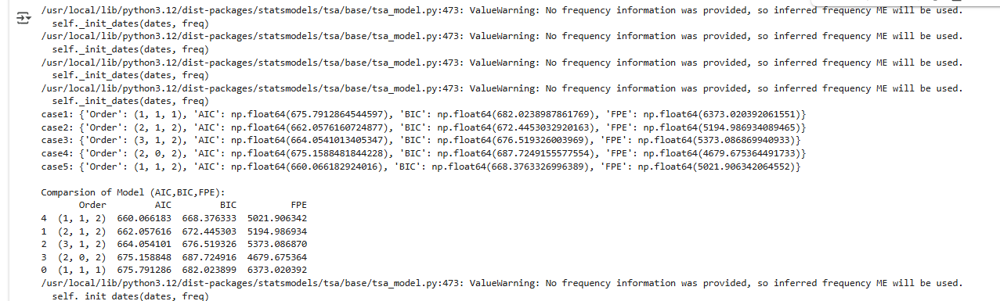 /usr/local/lib/python3.12/dist-packages/statsmodels/tsa/base/tsa_model.py:473: ValueWarning: No frequency information was provided, so inferred frequency ME will be used.
  self._init_dates(dates, freq)
/usr/local/lib/python3.12/dist-packages/statsmodels/tsa/base/tsa_model.py:473: ValueWarning: No frequency information was provided, so inferred frequency ME will be used.
  self._init_dates(dates, freq)
/usr/local/lib/python3.12/dist-packages/statsmodels/tsa/base/tsa_model.py:473: ValueWarning: No frequency information was provided, so inferred frequency ME will be used.
  self._init_dates(dates, freq)
/usr/local/lib/python3.12/dist-packages/statsmodels/tsa/base/tsa_model.py:473: ValueWarning: No frequency information was provided, so inferred frequency ME will be used.
  self._init_dates(dates, freq)
case1: {'Order': (1, 1, 1), 'AIC': np.float64(675.7912864544597), 'BIC': np.float64(682.0238987861769), 'FPE': np.float64(6373.020392061551)}
case2: {'Order': (2, 1, 2), 'AIC': np.float64(662.0576160724877), 'BIC': np.float64(672.4453032920163), 'FPE': np.float64(5194.986934089465)}
case3: {'Order': (3, 1, 2), 'AIC': np.float64(664.0541013405347), 'BIC': np.float64(676.519326003969), 'FPE': np.float64(5373.086869940933)}
case4: {'Order': (2, 0, 2), 'AIC': np.float64(675.1588481844228), 'BIC': np.float64(687.7249155577554), 'FPE': np.float64(4679.675364491733)}
case5: {'Order': (1, 1, 2), 'AIC': np.float64(660.066182924016), 'BIC': np.float64(668.3763326996389), 'FPE': np.float64(5021.906342064552)}
Comparsion of Model (AIC,BIC,FPE):
Order AIC BIC FPE
4 (1, 1, 2) 660.066183 668.376333 5021.906342
1 (2, 1, 2) 662.057616 672.445303 5194.986934
2 (3, 1, 2) 664.054101 676.519326 5373.086870
3 (2, 0, 2) 675.158848 687.724916 4679.675364
0 (1, 1, 1) 675.791286 682.023899 6373.020392
/usr/local/lib/python3.12/dist-packages/statsmodels/tsa/base/tsa_model.py:473: ValueWarning: No frequency information was provided, so inferred frequency ME will be used.
  self._init_dates(dates, freq)